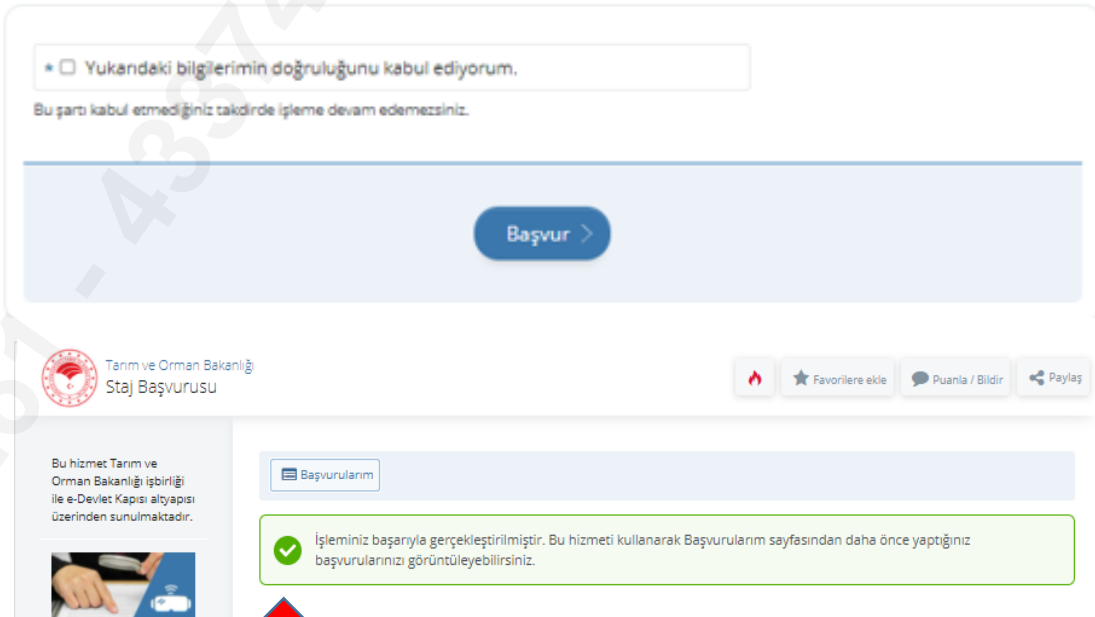 * Yukarıdaki bilgilerimin doğruluğunu kabul ediyorum.
Bu şartı kabul etmediğiniz takdirde işleme devam edemezsiniz.
Başvur
Tarım ve Orman Bakanlığı
Staj Başvurusu
Favorilere ekle
Puanla / Bildir
Paylaş
Bu hizmet Tarım ve
Orman Bakanlığı işbirliği
ile e-Devlet Kapısı altyapısı
üzerinden sunulmaktadır.
Başvurularım
İşleminiz başarıyla gerçekleştirilmiştir. Bu hizmeti kullanarak Başvurularım sayfasından daha önce yaptığınız
başvurularınızı görüntüleyebilirsiniz.